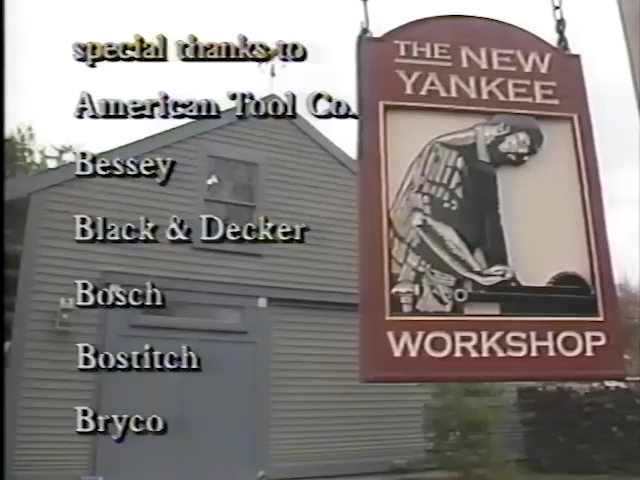 special thanks to
American Tool Co.
Bessey
Black & Decker
Bosch
Bostitch
Bryco
THE NEW
YANKEE
WORKSHOP